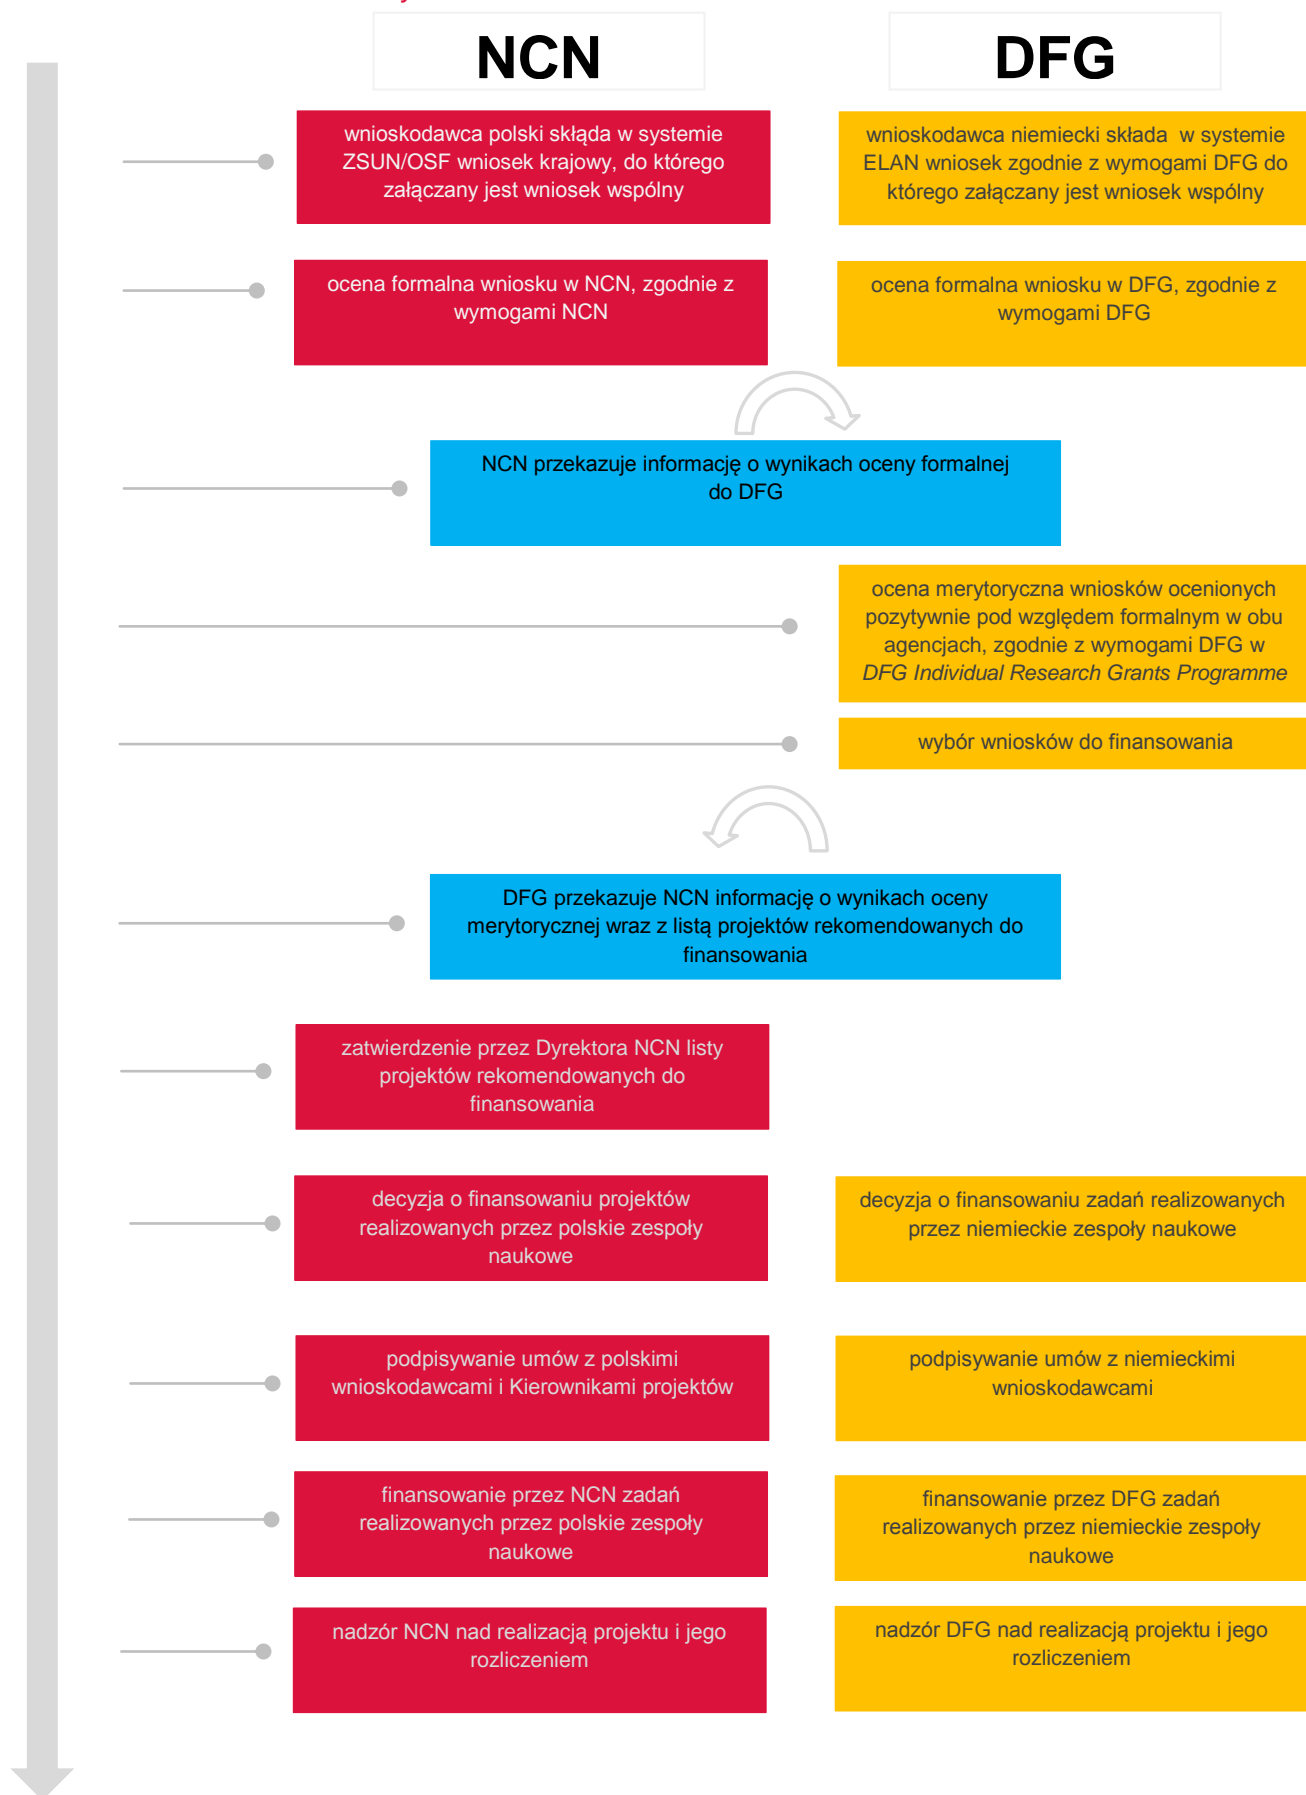 NCN
DFG
wnioskodawca polski skłąda w systemie
ZSUN/OSF wniosek krajowy, do którego
załączany jest wniosek wspólny
wnioskodawca niemiecki składa w systemie
ELAN wniosek zgodnie z wymogami DFG do
którego załączany jest wniosek wspólny
ocena formalna wniosku w NCN, zgodnie z
wymogami NCN
ocena formalna wniosku w DFG, zgodnie z
wymogami DFG
NCN przekazuje informację o wynikach oceny formalnej
do DFG
ocena merytoryczna wniosków ocenionych
pozytywnie pod względem formalnym w obu
agencjach, zgodnie z wymogami DFG w
DFG Individual Research Grants Programme
wybór wniosków do finansowania
DFG przekazuje NCN informację o wynikach oceny
merytorycznej wraz z listą projektów rekomendowanych do
finansowania
zatwierdzenie przez Dyrektora NCN listy
projektów rekomendowanych do
finansowania
decyzja o finansowaniu projektów
realizowanych przez polskie zespoły
naukowe
decyzja o finansowaniu zadań realizowanych
przez niemieckie zespoły naukowe
podpisywanie umów z polskimi
wnioskodawcami i Kierownikami projektów
podpisywanie umów z niemieckimi
wnioskodawcami
finansowanie przez NCN zadań
realizowanych przez polskie zespoły
naukowe
finansowanie przez DFG zadań
realizowanych przez niemieckie zespoły
naukowe
nadzór NCN nad realizacją projektu i jego
rozliczeniem
nadzór DFG nad realizacją projektu i jego
rozliczeniem